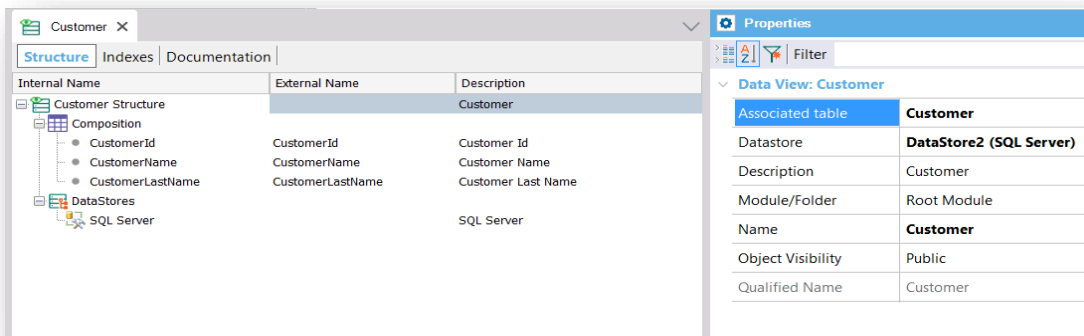 Customer
Structure Indexes Documentation
Internal Name External Name Description
Customer Structure Customer
Composition
CustomerId CustomerId Customer Id
CustomerName CustomerName Customer Name
CustomerLastName CustomerLastName Customer Last Name
DataStores
SQL Server SQL Server
Properties
Filter
Data View: Customer
Associated table Customer
Datastore DataStore2 (SQL Server)
Description Customer
Module/Folder Root Module
Name Customer
Object Visibility Public
Qualified Name Customer